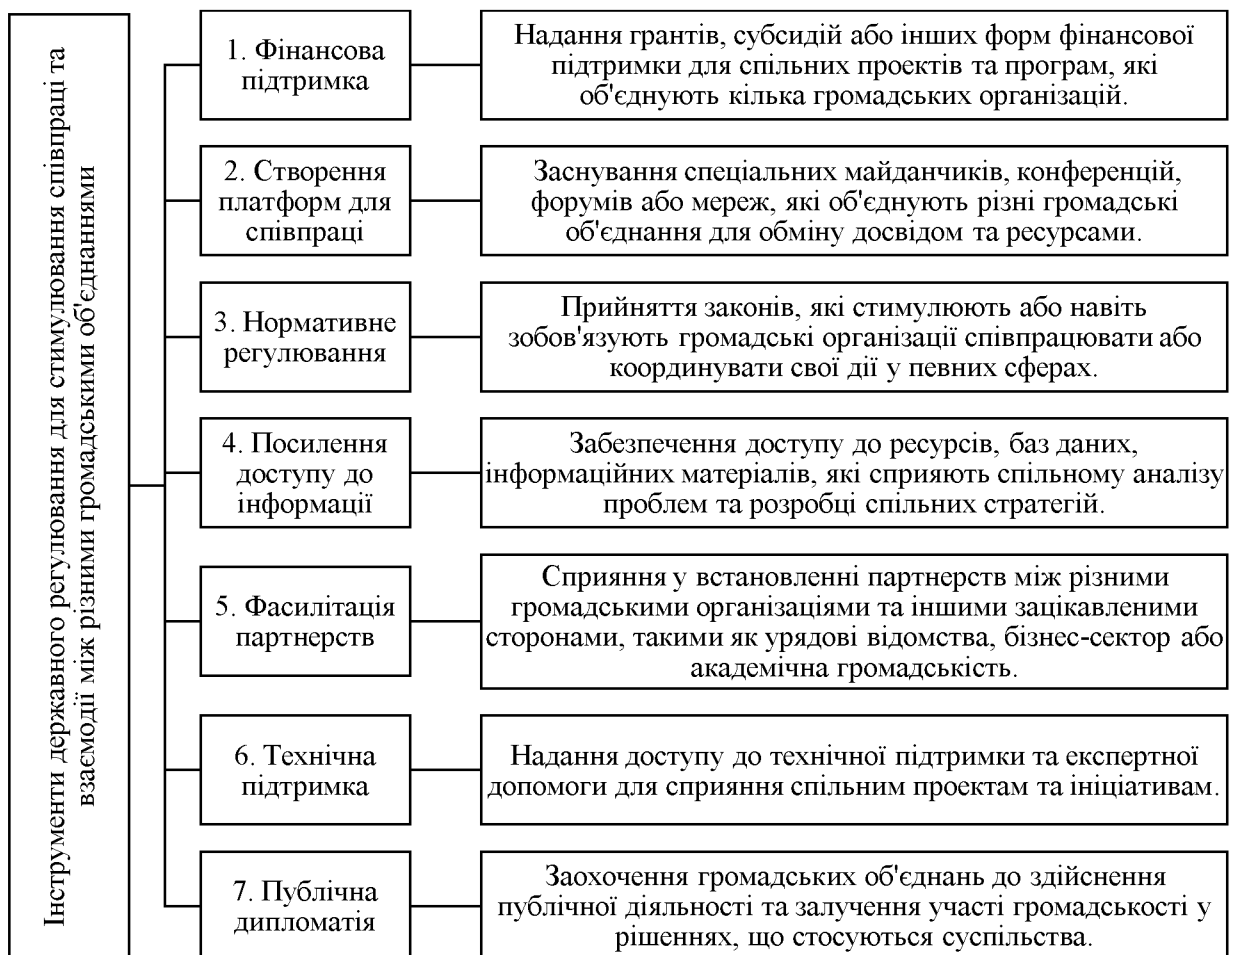 Інструменти державного регулювання для стимулювання співпраці та
взаємодії між різними громадськими об'єднаннями
1. Фінансова
підтримка
Надання грантів, субсидій або інших форм фінансової
підтримки для спільних проектів та програм, які
об'єднують кілька громадських організацій.
2. Створення
платформ для
співпраці
Заснування спеціальних майданчиків, конференцій,
форумів або мереж, які об'єднують різні громадські
об'єднання для обміну досвідом та ресурсами.
3. Нормативне
регулювання
Прийняття законів, які стимулюють або навіть
зобов'язують громадські організації співпрацювати або
координувати свої дії у певних сферах.
4. Посилення
доступу до
інформації
Забезпечення доступу до ресурсів, баз даних,
інформаційних матеріалів, які сприяють спільному аналізу
проблем та розробці спільних стратегій.
5. Фасилітація
партнерств
Сприяння у встановленні партнерств між різними
громадськими організаціями та іншими зацікавленими
сторонами, такими як урядові відомства, бізнес-сектор або
академічна громадськість.
6. Технічна
підтримка
Надання доступу до технічної підтримки та експертної
допомоги для сприяння спільним проектам та ініціативам.
7. Публічна
дипломатія
Заохочення громадських об'єднань до здійснення
публічної діяльності та залучення участі громадськості у
рішеннях, що стосуються суспільства.